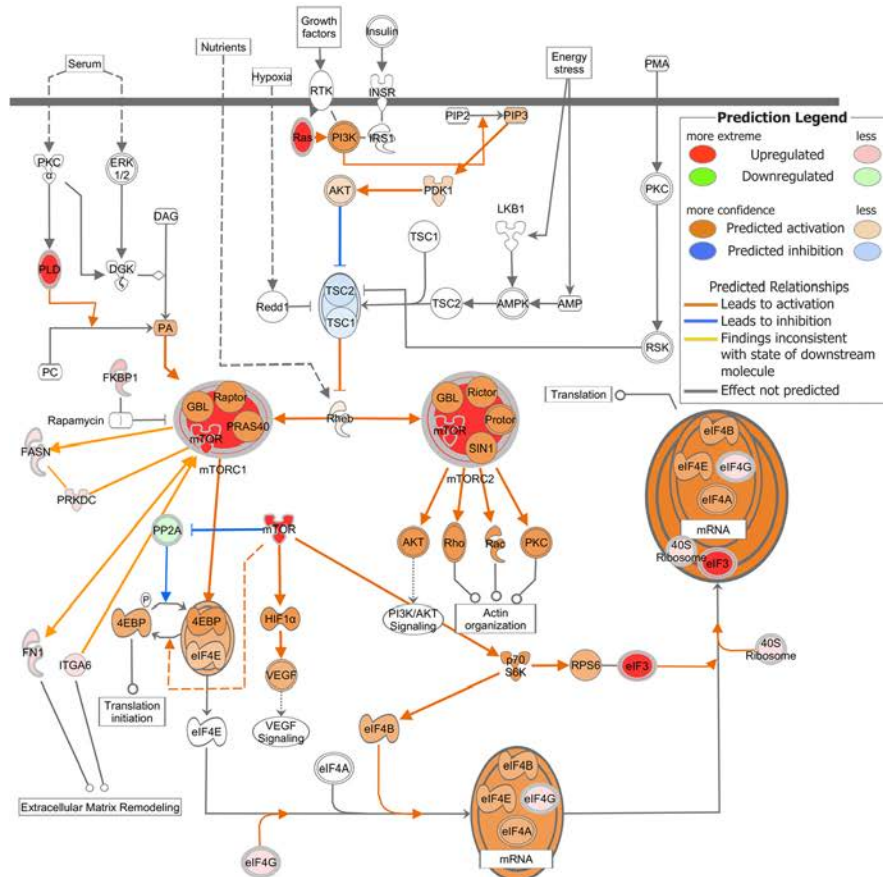 Growth
factors
Insulin
Nutrients
Serum
Hypoxia
Energy
stress
PMA
RTK
INSR
PIP2
PIP3
Ras
PI3K
IRS1
Prediction Legend
more extreme
less
Upregulated
Downregulated
more confidence
less
Predicted activation
Predicted inhibition
Predicted Relationships
Leads to activation
Leads to inhibition
Findings inconsistent
with state of downstream
molecule
Effect not predicted
PKC
α
ERK
1/2
AKT
PDK1
PKC
DAG
LKB1
TSC1
PLD
DGK
ζ
TSC2
TSC1
Redd1
TSC2
AMPK
AMP
PA
PC
RSK
FKBP1
Rapamycin
GBL
Raptor
PRAS40
mTOR
mTORC1
Rheb
GBL
Rictor
mTOR
Protor
SIN1
mTORC2
Translation
eIF4B
eIF4E
eIF4G
eIF4A
mRNA
40S
Ribosome
eIF3
FASN
PRKDC
PP2A
mTOR
AKT
Rho
Rac
PKC
P
4EBP
4EBP
eIF4E
HIF1α
PI3K/AKT
Signaling
Actin
organization
FN1
ITGA6
VEGF
p70
S6K
RPS6
eIF3
40S
Ribosome
Translation
initiation
eIF4E
VEGF
Signaling
eIF4B
eIF4A
Extracellular Matrix Remodeling
eIF4G
eIF4B
eIF4E
eIF4G
eIF4A
mRNA